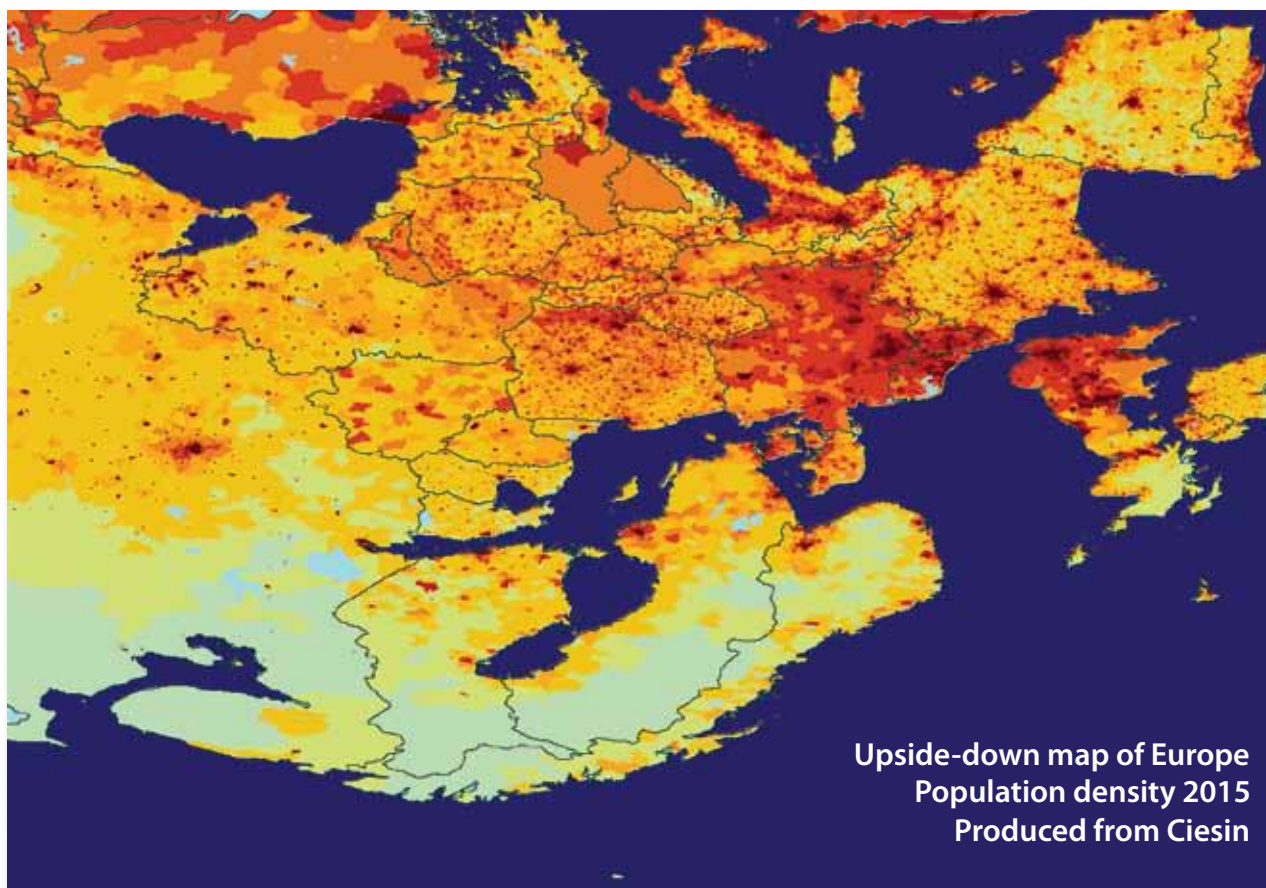 Upside-down map of Europe
Population density 2015
Produced from Ciesin